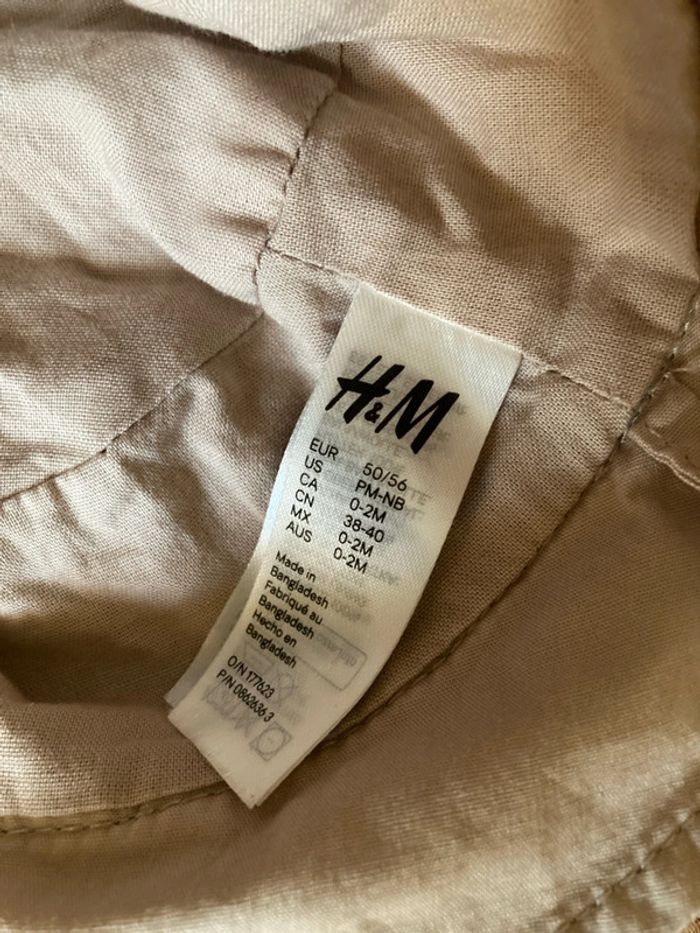 H&M
EUR 50/56
US PM-NB
CA 0-2M
CN 38-40
MX 0-2M
AUS 0-2M
Made in
Bangladesh
Fabriqué au
Bangladesh
Hecho en
Bangladesh
O/N 177623
P/N 0862636 3